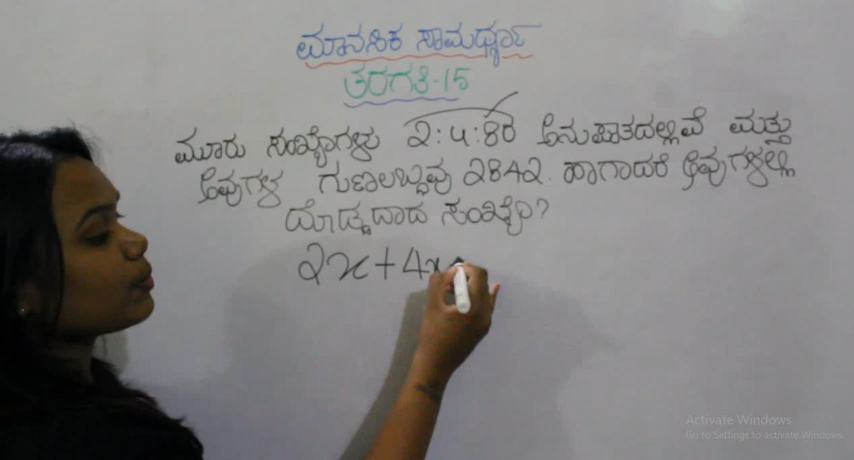 ಮಾನಸಿಕ ಸಾಮರ್ಥ್ಯ
ತರಗತಿ-15
ಮೂರು ಸಂಖ್ಯೆಗಳು 2:4:80 ಅನುಪಾತದಲ್ಲಿವೆ ಮತ್ತು
ಅವುಗಳ ಗುಣಲಬ್ಧವು 2842. ಹಾಗಾದರೆ ಅವುಗಳಲ್ಲಿ
ದೊಡ್ಡದಾದ ಸಂಖ್ಯೆ?
2x+4x
Activate Windows
Go to Settings to activate Windows.